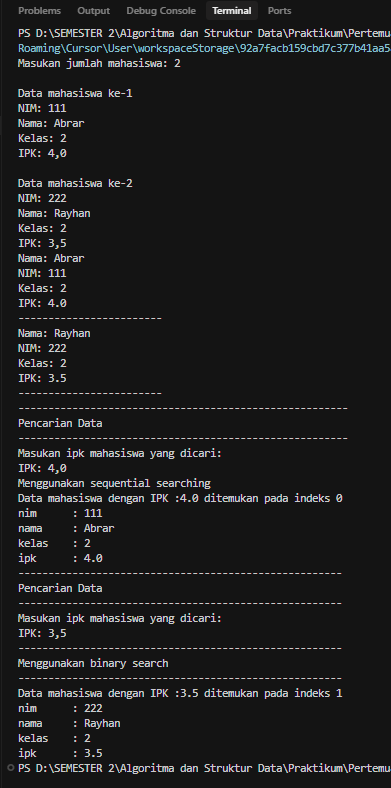 Problems Output Debug Console Terminal Ports
PS D:\SEMESTER 2\Algoritma dan Struktur Data\Praktikum\Pertemu
Roaming\Cursor\User\workspaceStorage\92a7facb159cbd7c377b41aa5
Masukan jumlah mahasiswa: 2
Data mahasiswa ke-1
NIM: 111
Nama: Abrar
Kelas: 2
IPK: 4,0
Data mahasiswa ke-2
NIM: 222
Nama: Rayhan
Kelas: 2
IPK: 3,5
Nama: Abrar
NIM: 111
Kelas: 2
IPK: 4.0
------------------------
Nama: Rayhan
NIM: 222
Kelas: 2
IPK: 3.5
------------------------
-------------------------------------------------------
Pencarian Data
-------------------------------------------------------
Masukan ipk mahasiswa yang dicari:
IPK: 4,0
Menggunakan sequential searching
Data mahasiswa dengan IPK :4.0 ditemukan pada indeks 0
nim      : 111
nama     : Abrar
kelas    : 2
ipk      : 4.0
------------------------------------------------------
Pencarian Data
------------------------------------------------------
Masukan ipk mahasiswa yang dicari:
IPK: 3,5
------------------------------------------------------
Menggunakan binary search
------------------------------------------------------
Data mahasiswa dengan IPK :3.5 ditemukan pada indeks 1
nim      : 222
nama     : Rayhan
kelas    : 2
ipk      : 3.5
PS D:\SEMESTER 2\Algoritma dan Struktur Data\Praktikum\Pertemu